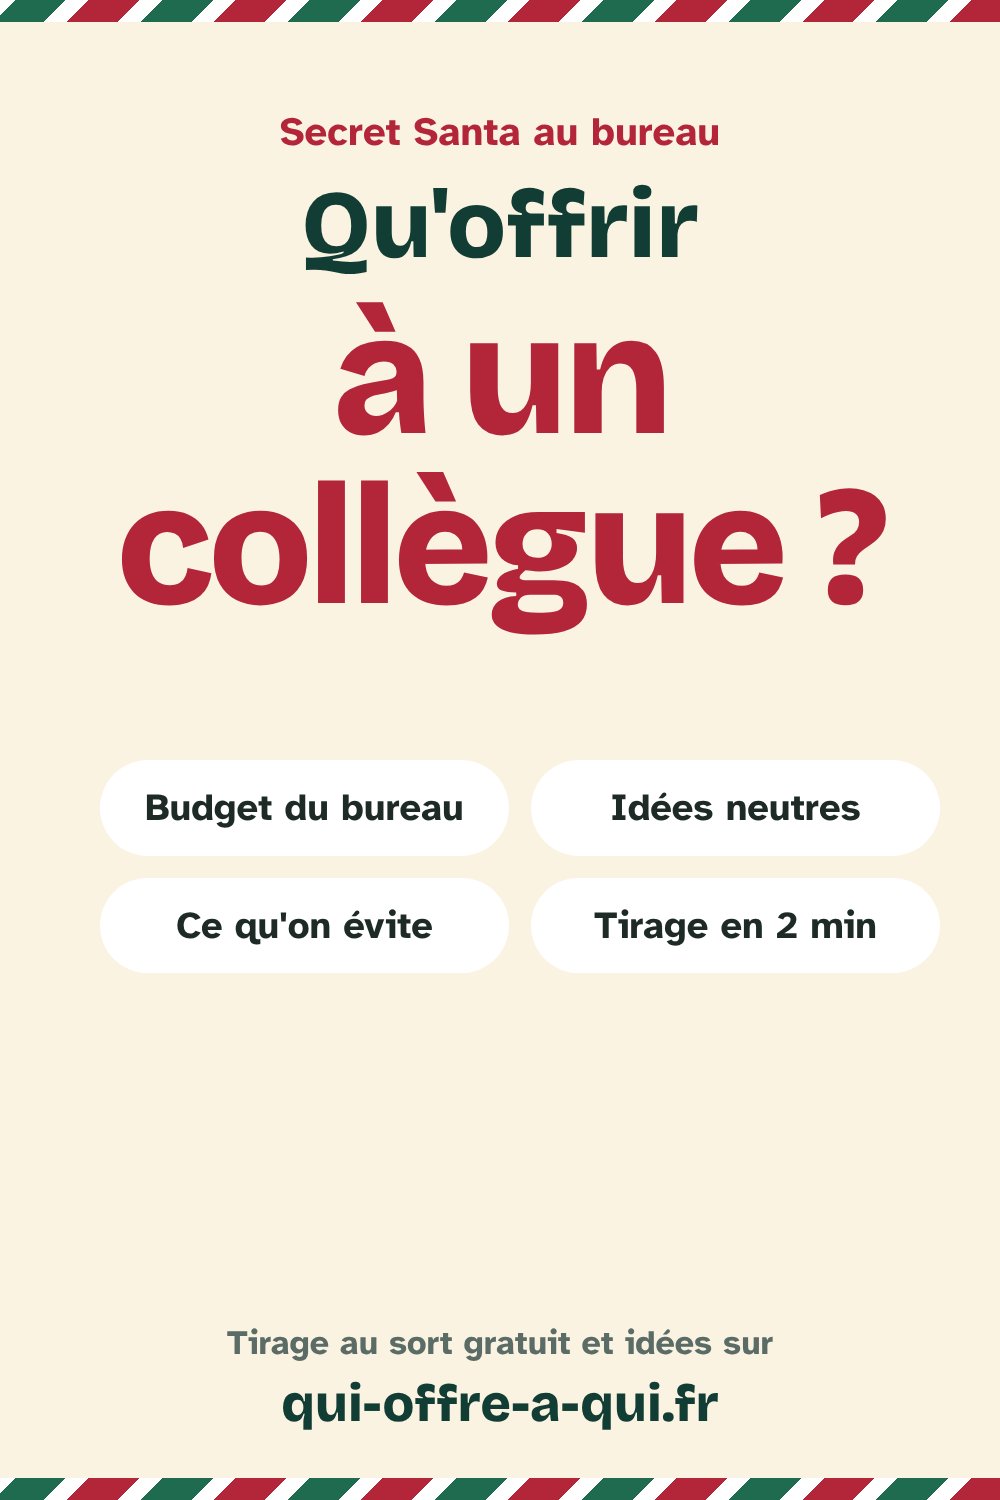 Secret Santa au bureau
Qu'offrir
à un
collègue ?
Budget du bureau
Idées neutres
Ce qu'on évite
Tirage en 2 min
Tirage au sort gratuit et idées sur
qui-offre-a-qui.fr